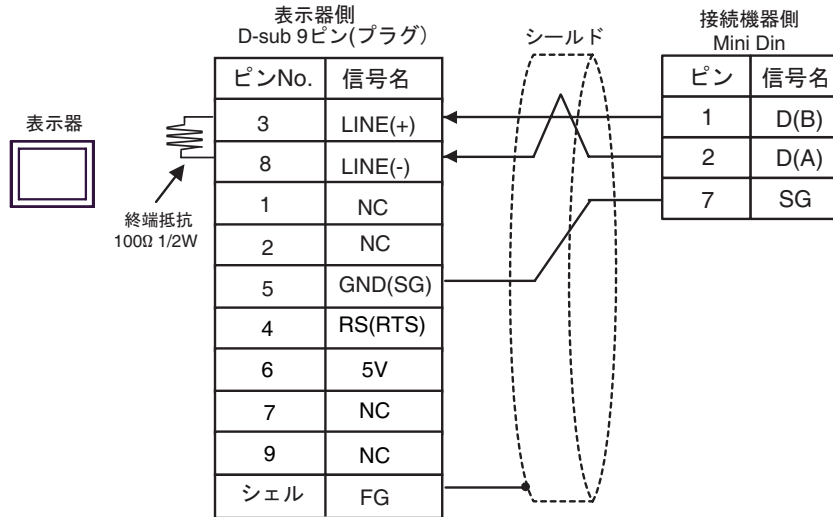 表示器側
D-sub 9ピン(プラグ)
シールド
接続機器側
Mini Din
ピンNo. 信号名
ピン 信号名
表示器
3 LINE(+)
1 D(B)
8 LINE(-)
2 D(A)
終端抵抗
100Ω 1/2W
1 NC
7 SG
2 NC
5 GND(SG)
4 RS(RTS)
6 5V
7 NC
9 NC
シェル FG